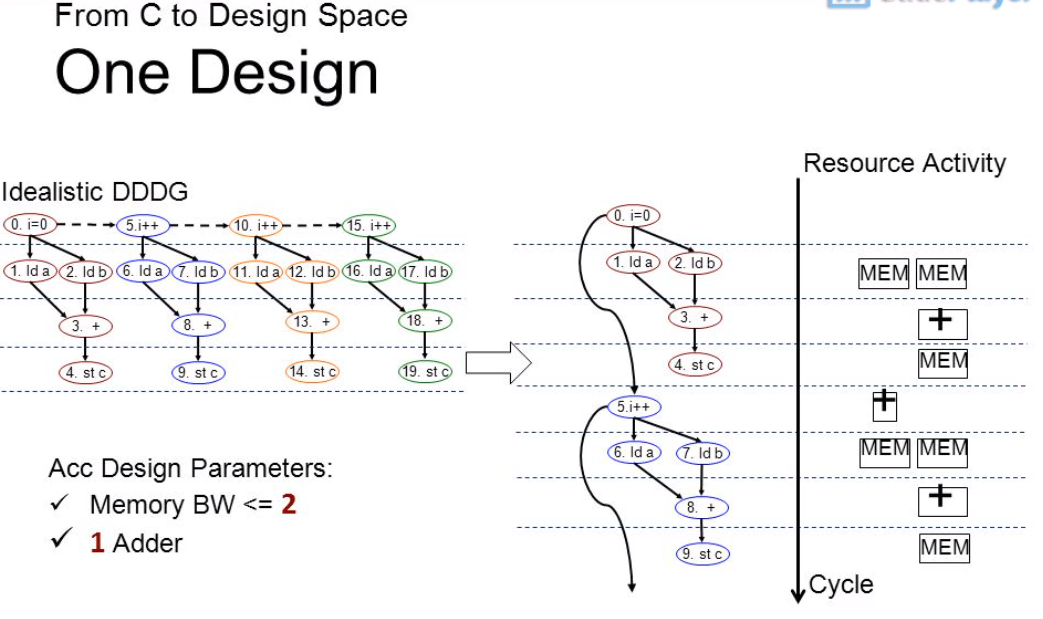 From C to Design Space
One Design
Resource Activity
Idealistic DDDG
0. i=0
5.i++
10. i++
15. i++
1. ld a
2. ld b
6. ld a
7. ld b
11. ld a
12. ld b
16. ld a
17. ld b
3. +
8. +
13. +
18. +
4. st c
9. st c
14. st c
19. st c
Acc Design Parameters:
✓ Memory BW <= 2
✓ 1 Adder
0. i=0
1. ld a
2. ld b
MEM MEM
3. +
+
4. st c
MEM
5.i++
+
6. ld a
7. ld b
MEM MEM
8. +
+
9. st c
MEM
Cycle